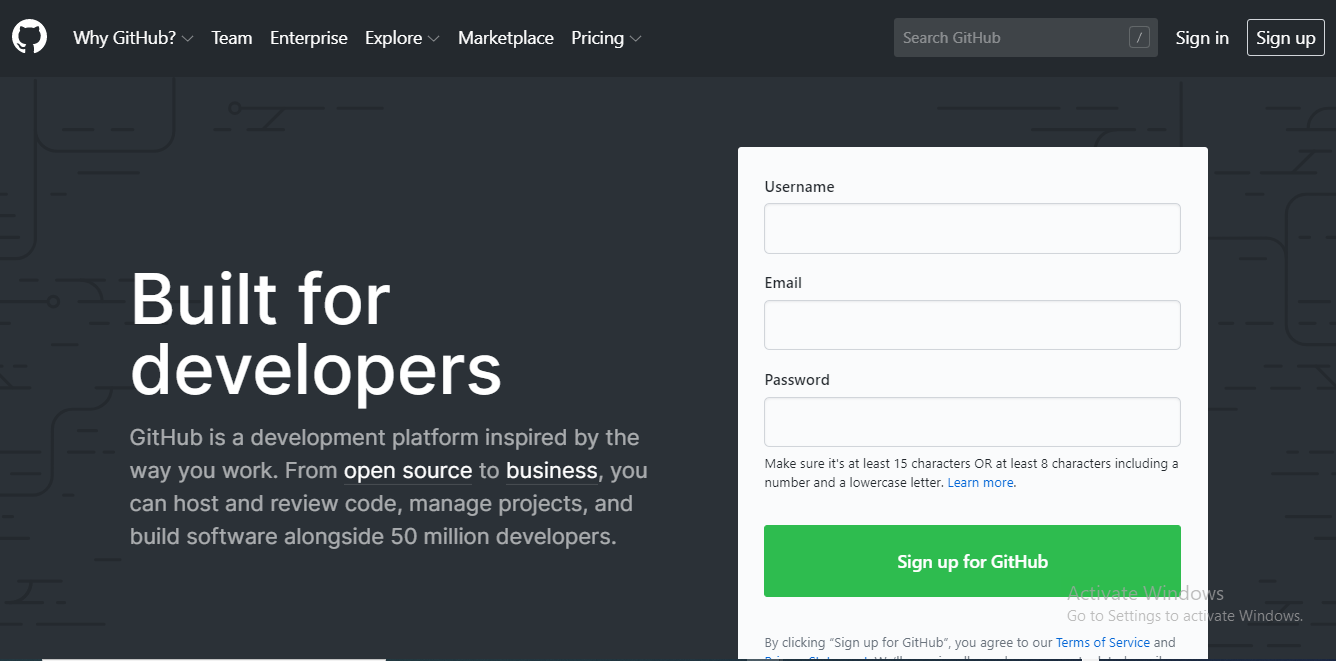 Why GitHub? Team Enterprise Explore Marketplace Pricing Search GitHub / Sign in Sign up
Built for
developers
GitHub is a development platform inspired by the
way you work. From open source to business, you
can host and review code, manage projects, and
build software alongside 50 million developers.
Username
Email
Password
Make sure it's at least 15 characters OR at least 8 characters including a
number and a lowercase letter. Learn more.
Sign up for GitHub
Activate Windows
Go to Settings to activate Windows.
By clicking “Sign up for GitHub”, you agree to our Terms of Service and